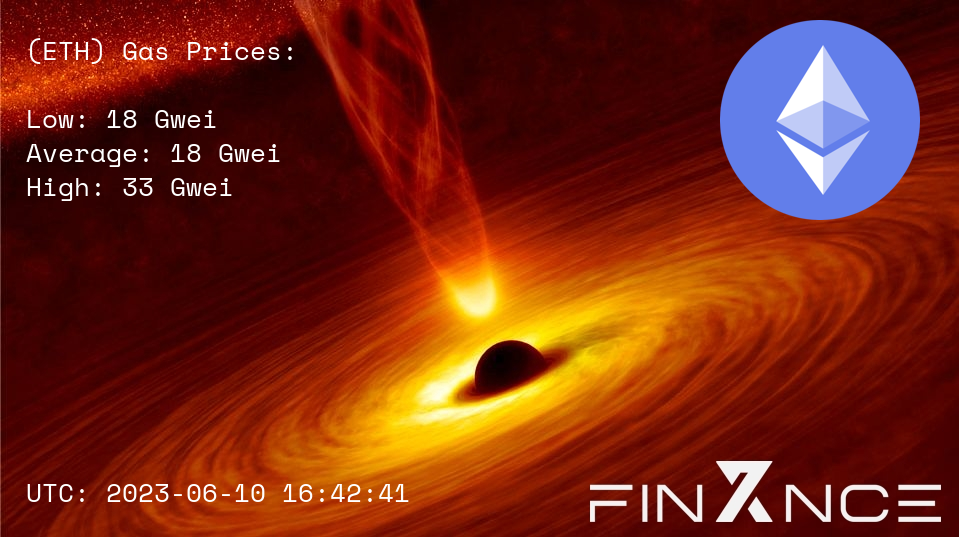 (ETH) Gas Prices:
Low: 18 Gwei
Average: 18 Gwei
High: 33 Gwei
UTC: 2023-06-10 16:42:41
FINANCE